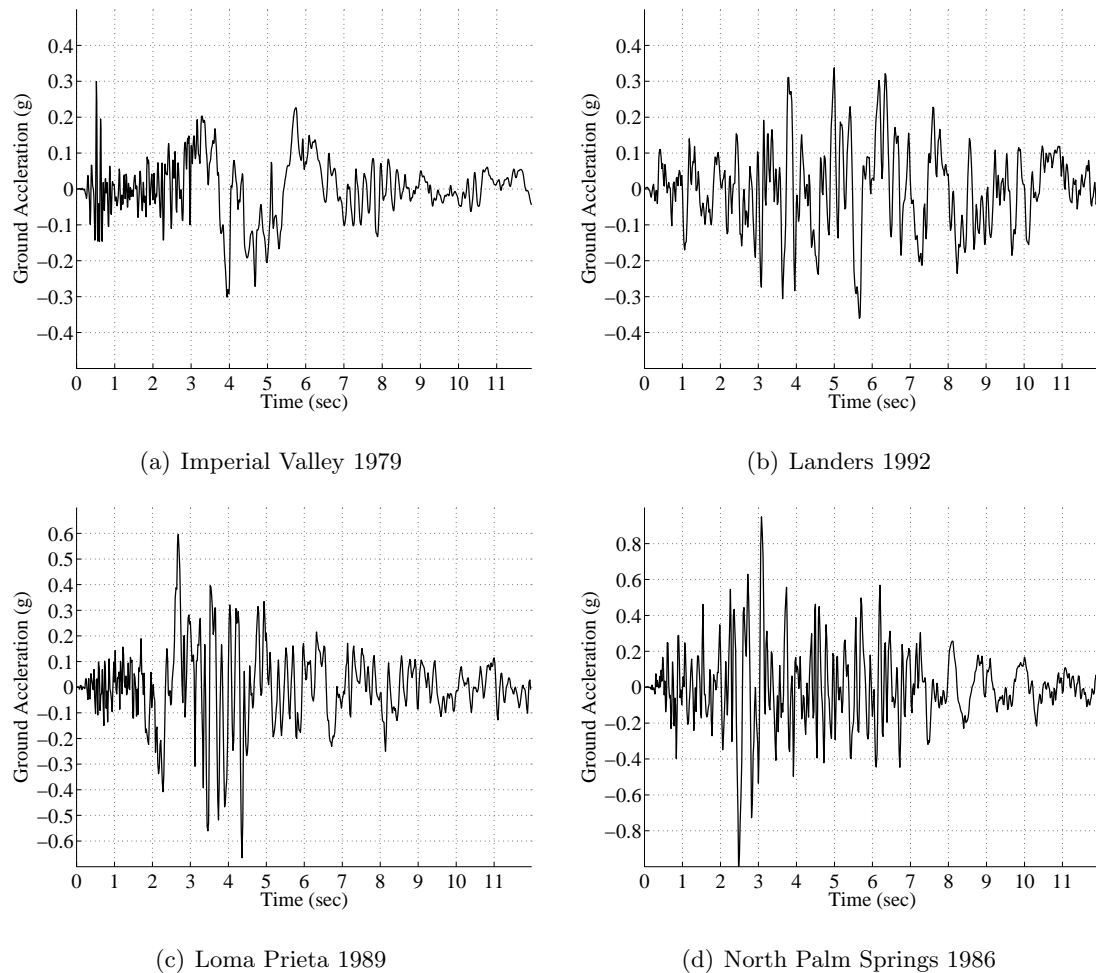 0.4
0.3
0.2
0.1
0
−0.1
−0.2
−0.3
−0.4
Ground Accleration (g)
0 1 2 3 4 5 6 7 8 9 10 11
Time (sec)
(a) Imperial Valley 1979
0.4
0.3
0.2
0.1
0
−0.1
−0.2
−0.3
−0.4
Ground Accleration (g)
0 1 2 3 4 5 6 7 8 9 10 11
Time (sec)
(b) Landers 1992
0.6
0.5
0.4
0.3
0.2
0.1
0
−0.1
−0.2
−0.3
−0.4
−0.5
−0.6
Ground Accleration (g)
0 1 2 3 4 5 6 7 8 9 10 11
Time (sec)
(c) Loma Prieta 1989
0.8
0.6
0.4
0.2
0
−0.2
−0.4
−0.6
−0.8
Ground Accleration (g)
0 1 2 3 4 5 6 7 8 9 10 11
Time (sec)
(d) North Palm Springs 1986